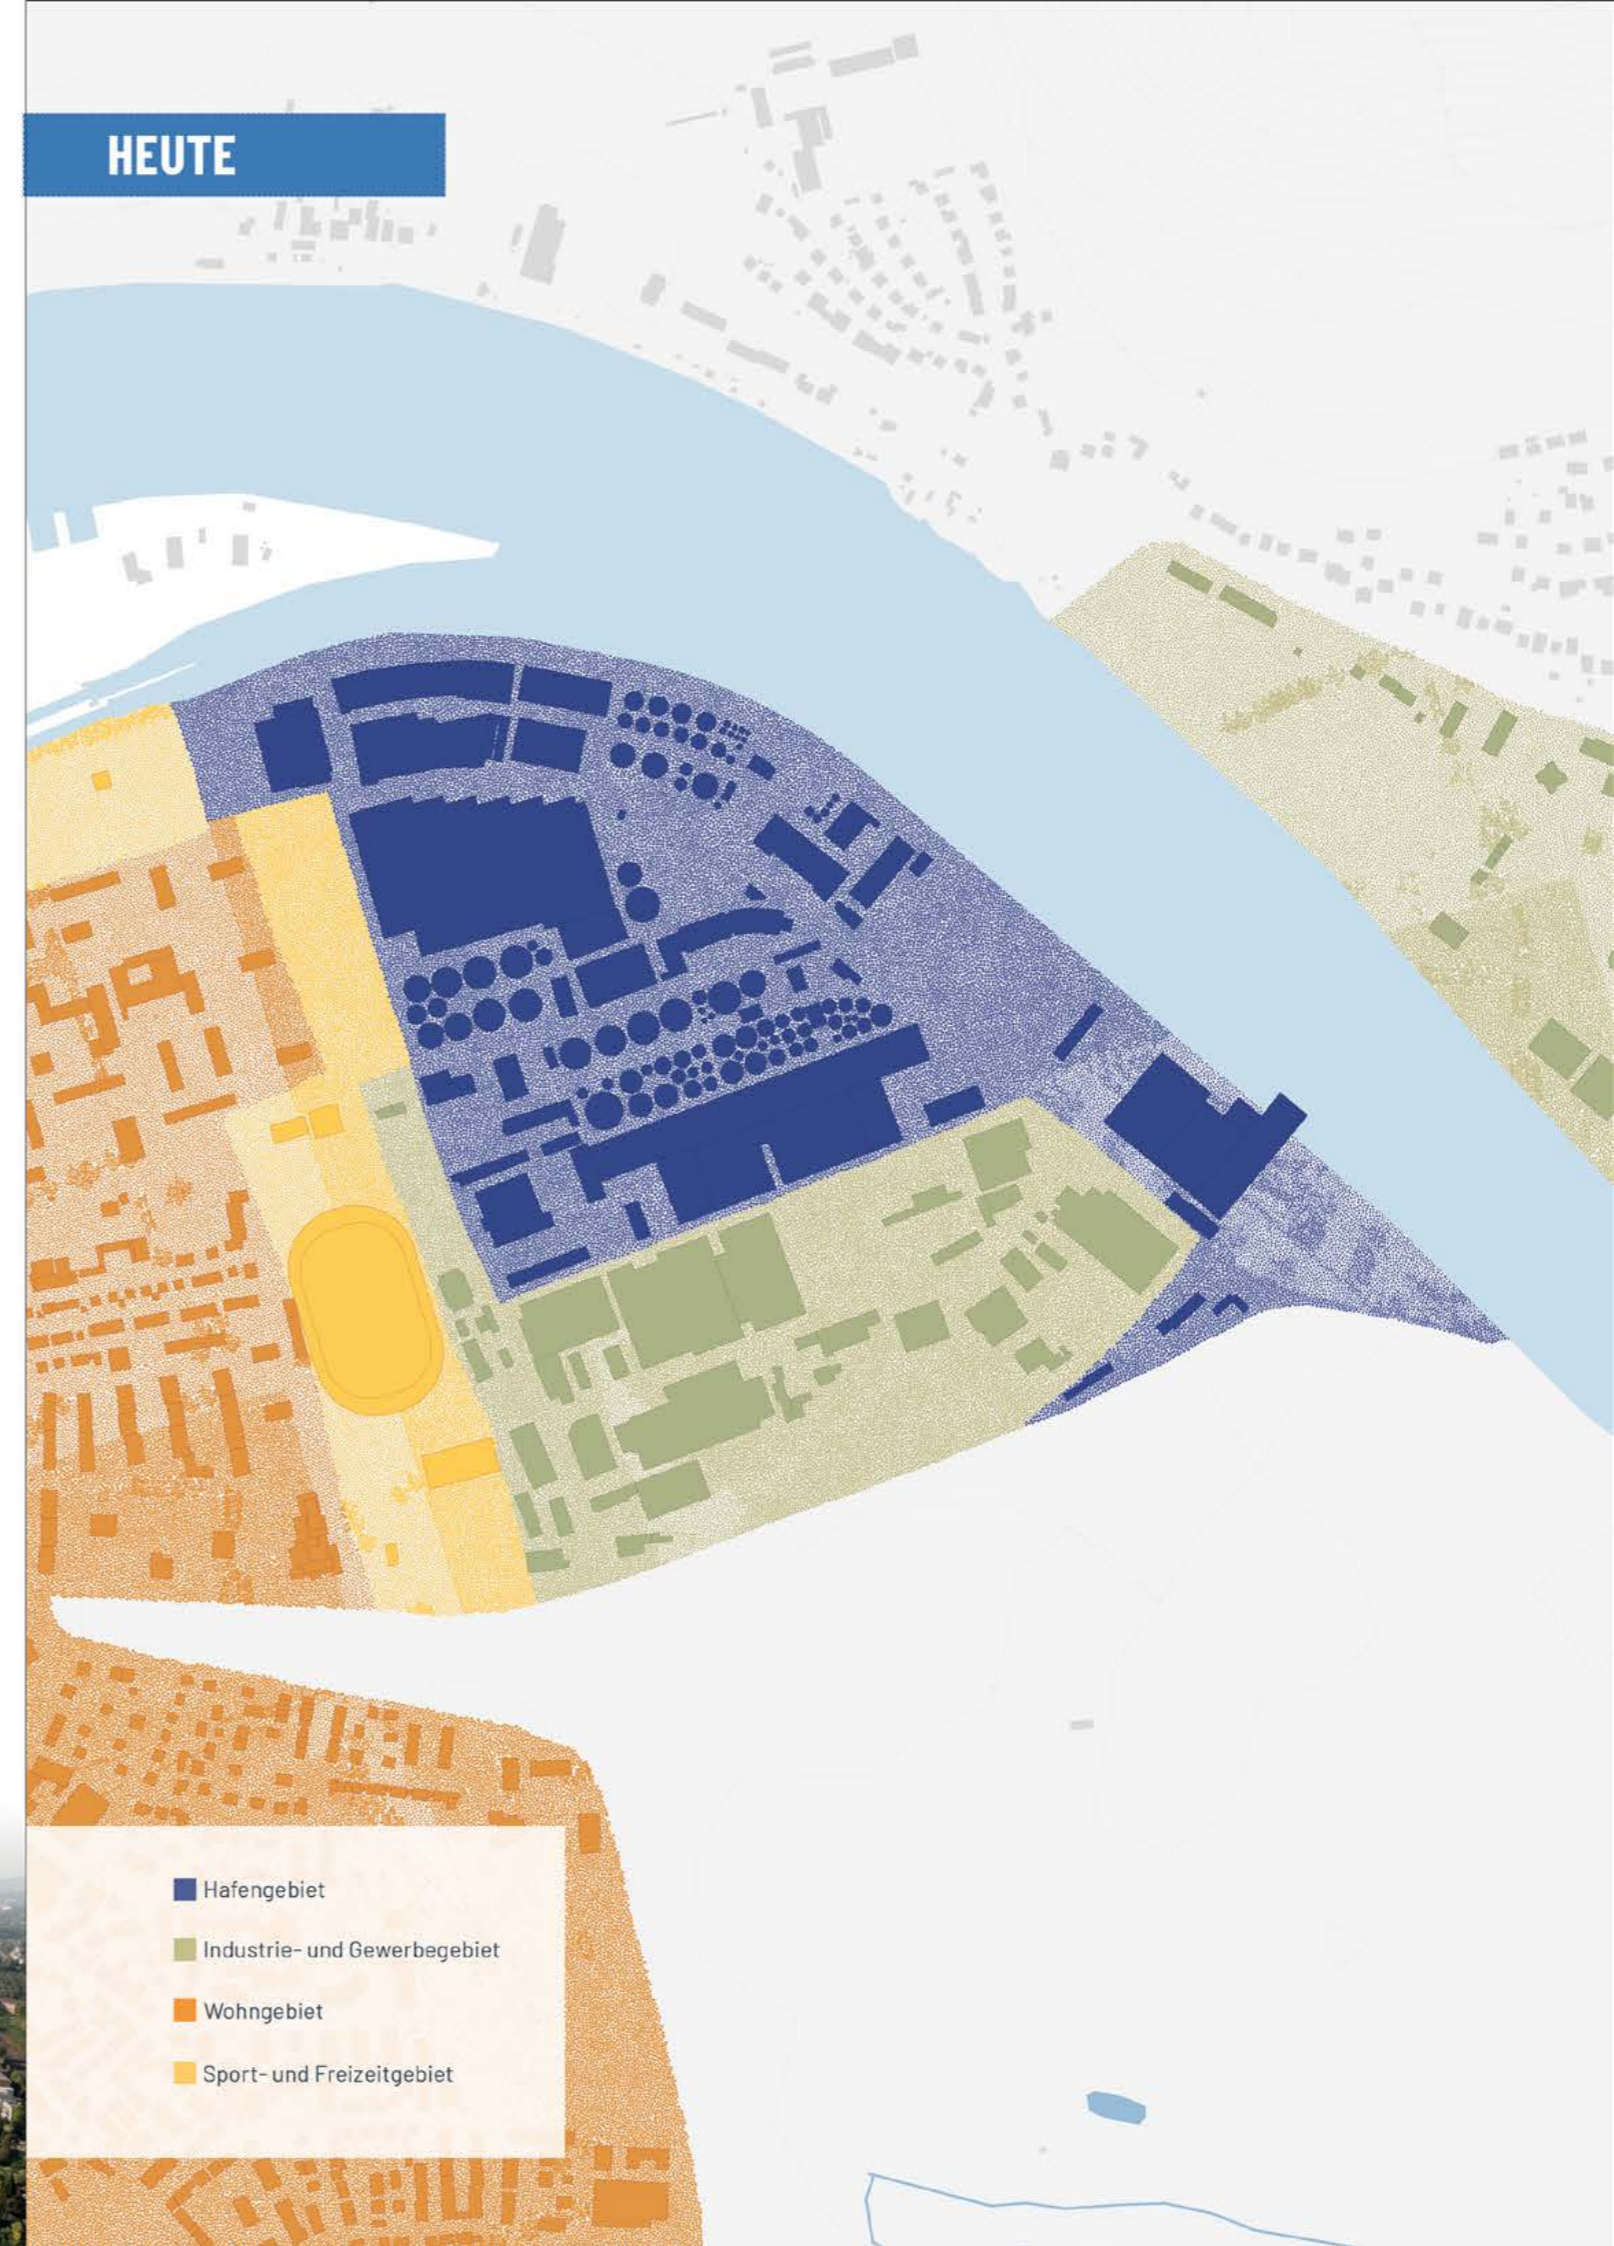 HEUTE
Hafengebiet
Industrie- und Gewerbegebiet
Wohngebiet
Sport- und Freizeitgebiet